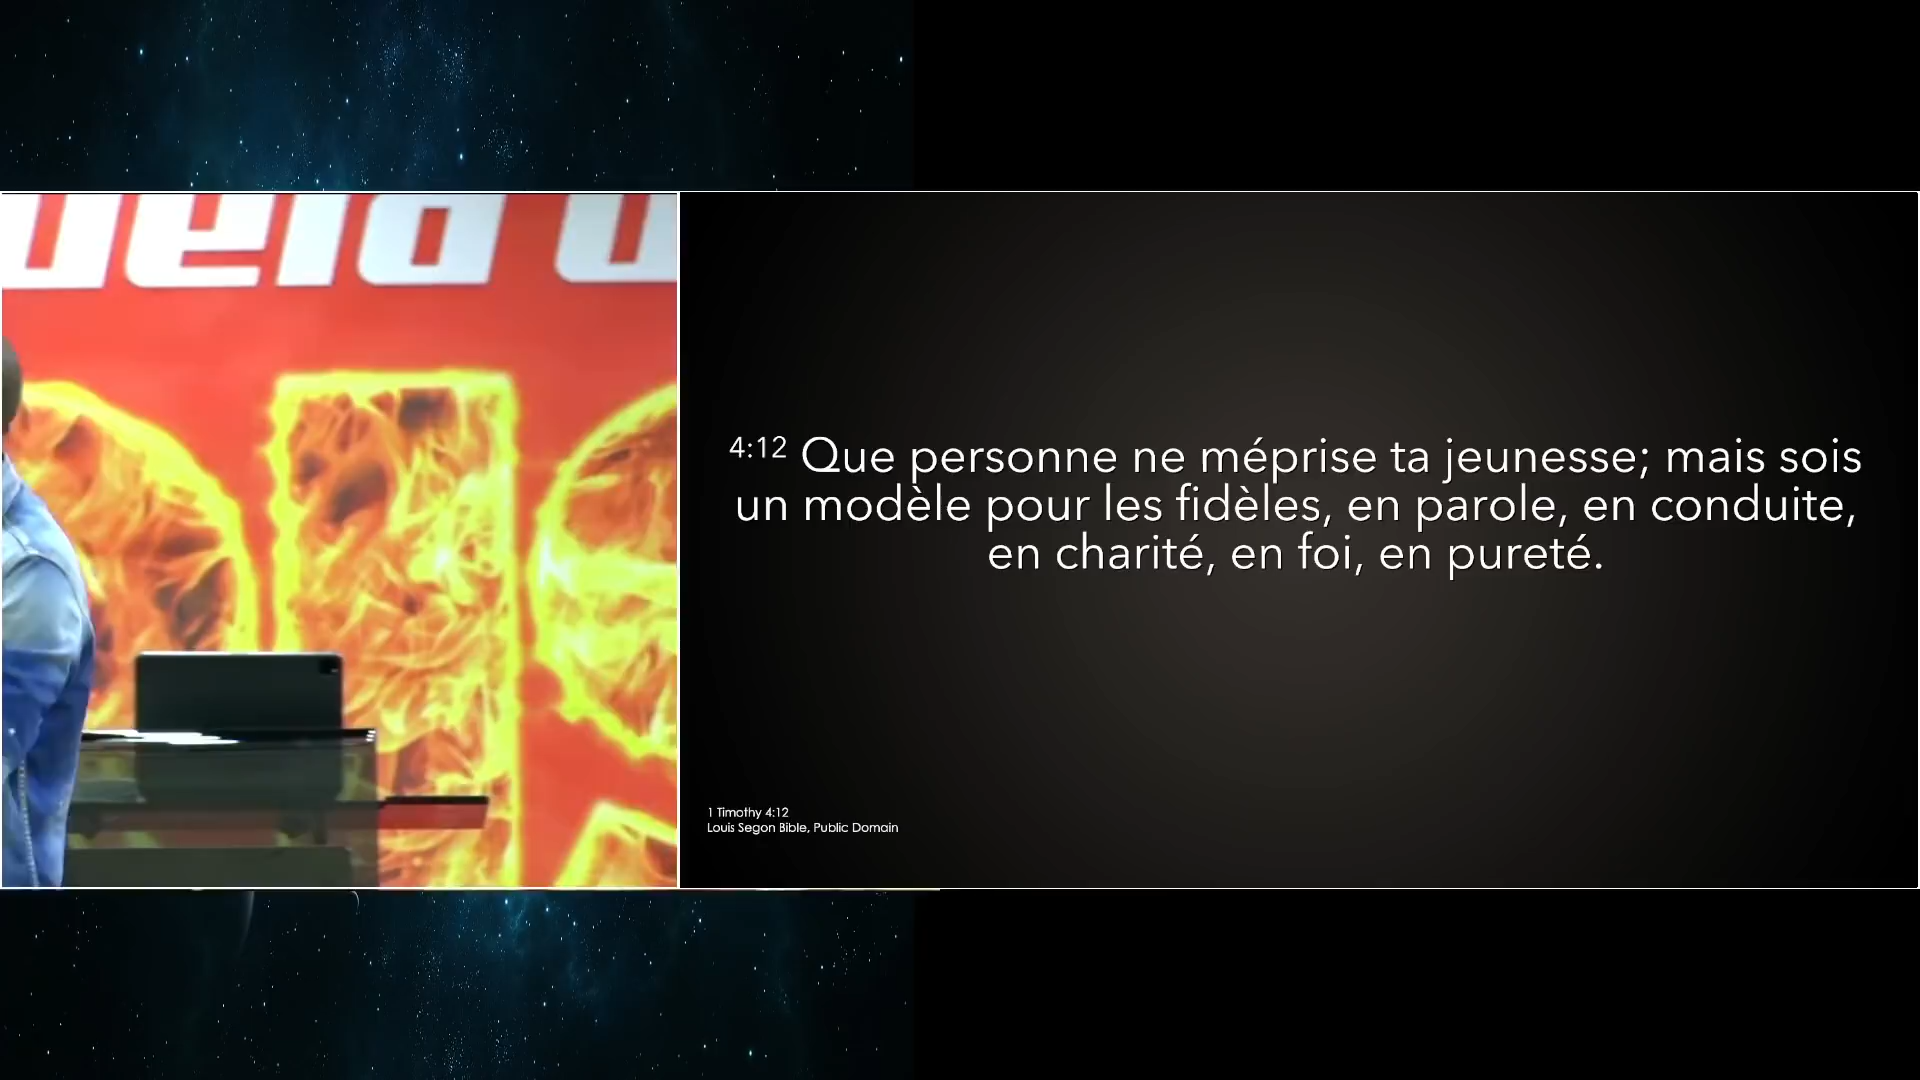 4:12 Que personne ne méprise ta jeunesse; mais sois
un modèle pour les fidèles, en parole, en conduite,
en charité, en foi, en pureté.
1 Timothy 4:12
Louis Segon Bible, Public Domain